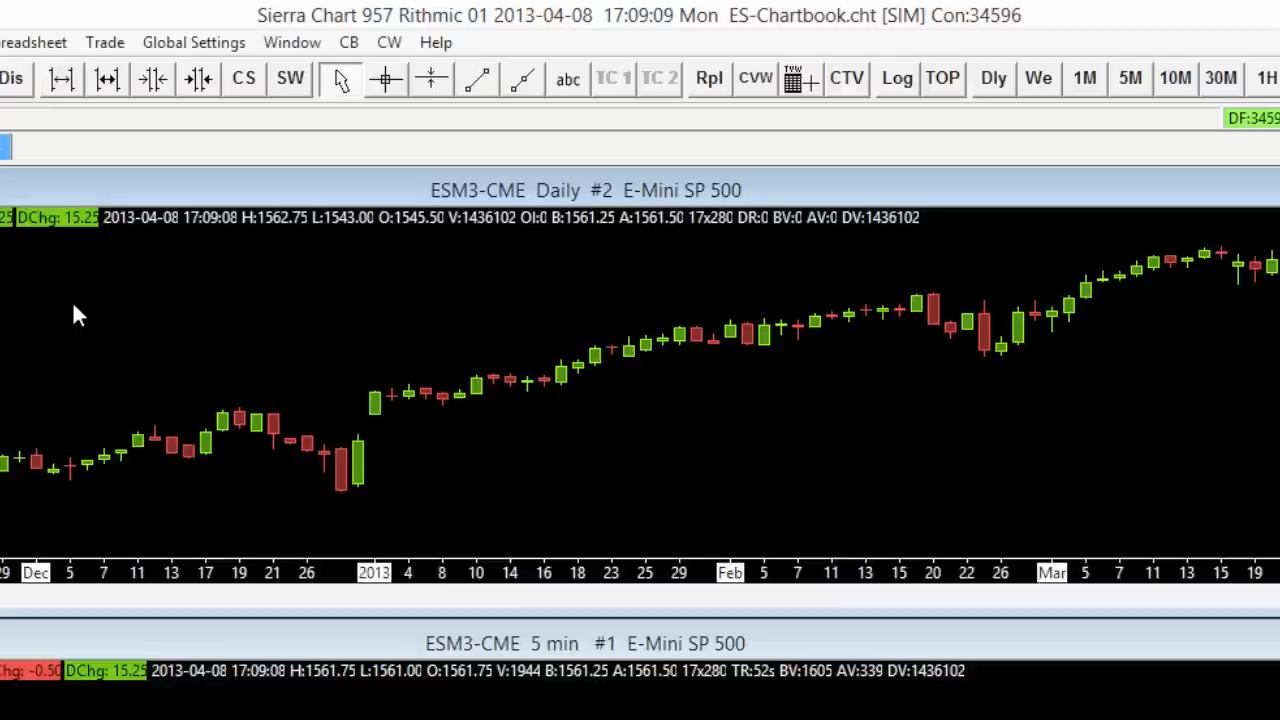 Sierra Chart 957 Rithmic 01 2013-04-08 17:09:09 Mon ES-Chartbook.cht [SIM] Con:34596
readsheet Trade Global Settings Window CB CW Help
Dis CS SW abc TC 1 TC 2 Rpl CVW TVW CTV Log TOP Dly We 1M 5M 10M 30M 1H
DF:3459
ESM3-CME Daily #2 E-Mini SP 500
25 DChg: 15.25 2013-04-08 17:09:08 H:1562.75 L:1543.00 O:1545.50 V:1436102 OI:0 B:1561.25 A:1561.50 17x280 DR:0 BV:0 AV:0 DV:1436102
29 Dec 5 7 11 13 17 19 21 26 2013 4 8 10 14 16 18 23 25 29 Feb 5 7 11 13 15 20 22 26 Mar 5 7 11 13 15 19
ESM3-CME 5 min #1 E-Mini SP 500
Chg: -0.50 DChg: 15.25 2013-04-08 17:09:08 H:1561.75 L:1561.00 O:1561.75 V:1944 B:1561.25 A:1561.50 17x280 TR:52s BV:1605 AV:339 DV:1436102